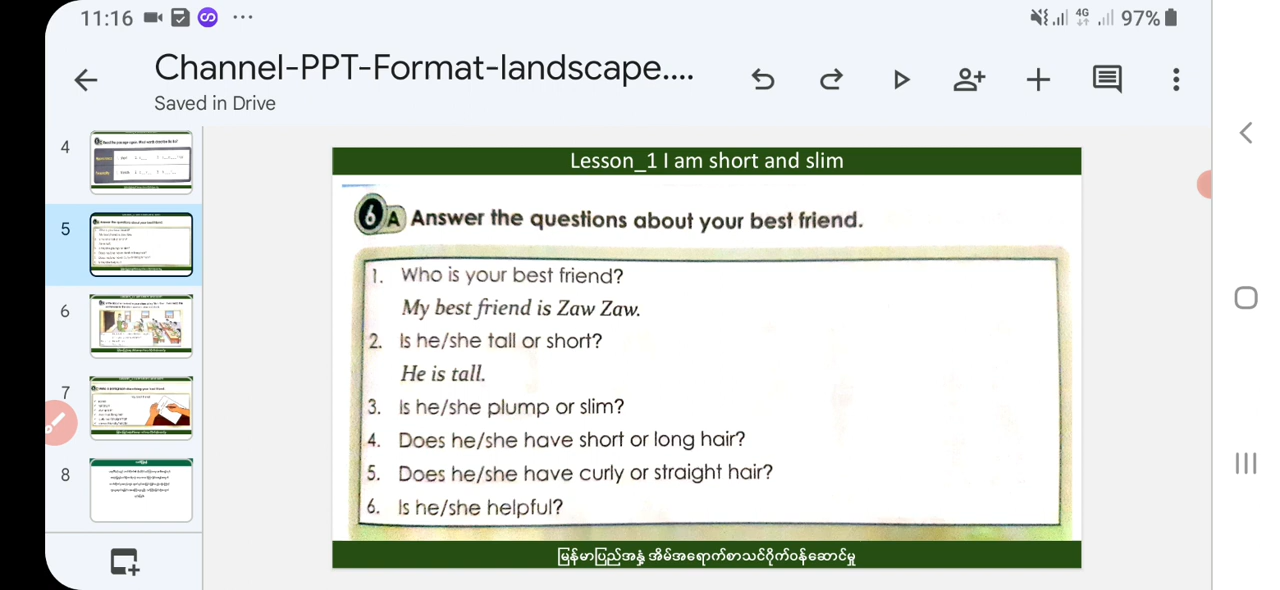 11:16
4G
97%
Channel-PPT-Format-landscape....
Saved in Drive
4
5
6
7
8
Lesson_1 I am short and slim
6 A Answer the questions about your best friend.
1. Who is your best friend?
My best friend is Zaw Zaw.
2. Is he/she tall or short?
He is tall.
3. Is he/she plump or slim?
4. Does he/she have short or long hair?
5. Does he/she have curly or straight hair?
6. Is he/she helpful?
မြန်မာပြည်အနှံ့ အိမ်အရောက်စာသင်ဝိုက်ဝန်ဆောင်မှု